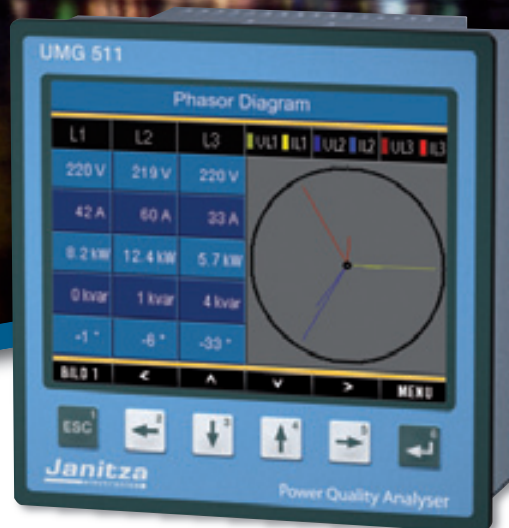 UMG 511
Phasor Diagram
L1 L2 L3 UL1 IL1 UL2 IL2 UL3 IL3
220 V 219 V 220 V
42 A 60 A 33 A
8.2 kW 12.4 kW 5.7 kW
0 kvar 1 kvar 4 kvar
-1 ° -6 ° -33 °
BILD 1 < ʌ v > MENU
ESC 1 2 3 4 5 6
Janitza
Power Quality Analyser